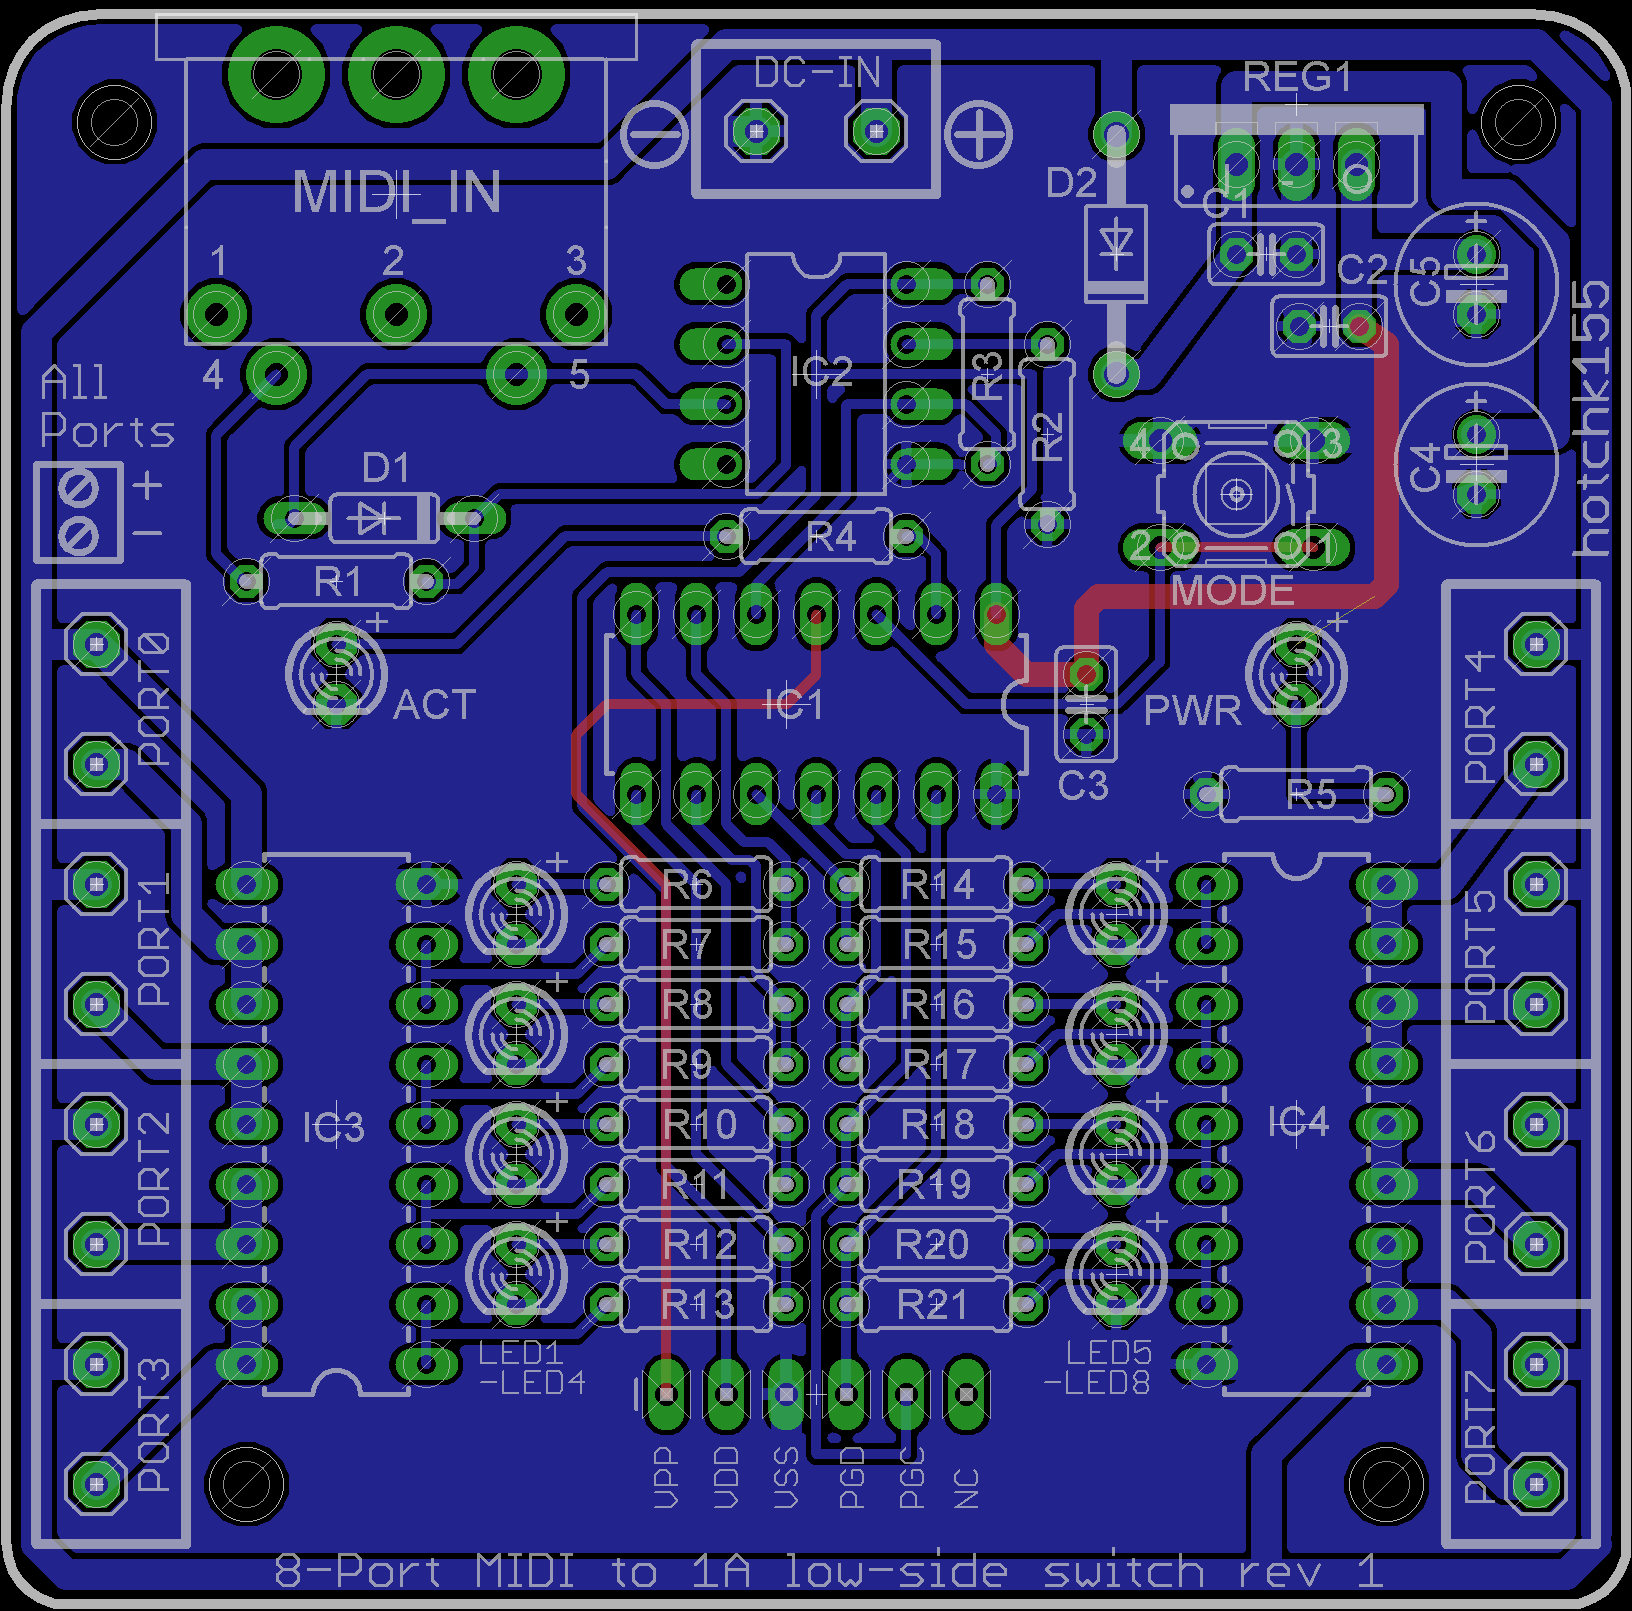 DC-IN
REG1
MIDI_IN
I - O
D2
C1
1 2 3
C2
C5
4 5
IC2
R3
R2
hotchk155
All
Ports
+
-
D1
4 3
C4
R4
2 1
R1
MODE
PORT0
ACT
IC1
PWR
PORT4
C3
R5
PORT1
R6
R14
PORT5
R7
R15
R8
R16
R9
R17
PORT2
IC3
R10
R18
IC4
PORT6
R11
R19
R12
R20
R13
R21
PORT3
LED1
-LED4
LED5
-LED8
PORT7
VPP
VDD
VSS
PGD
PGC
NC
8-Port MIDI to 1A low-side switch rev 1